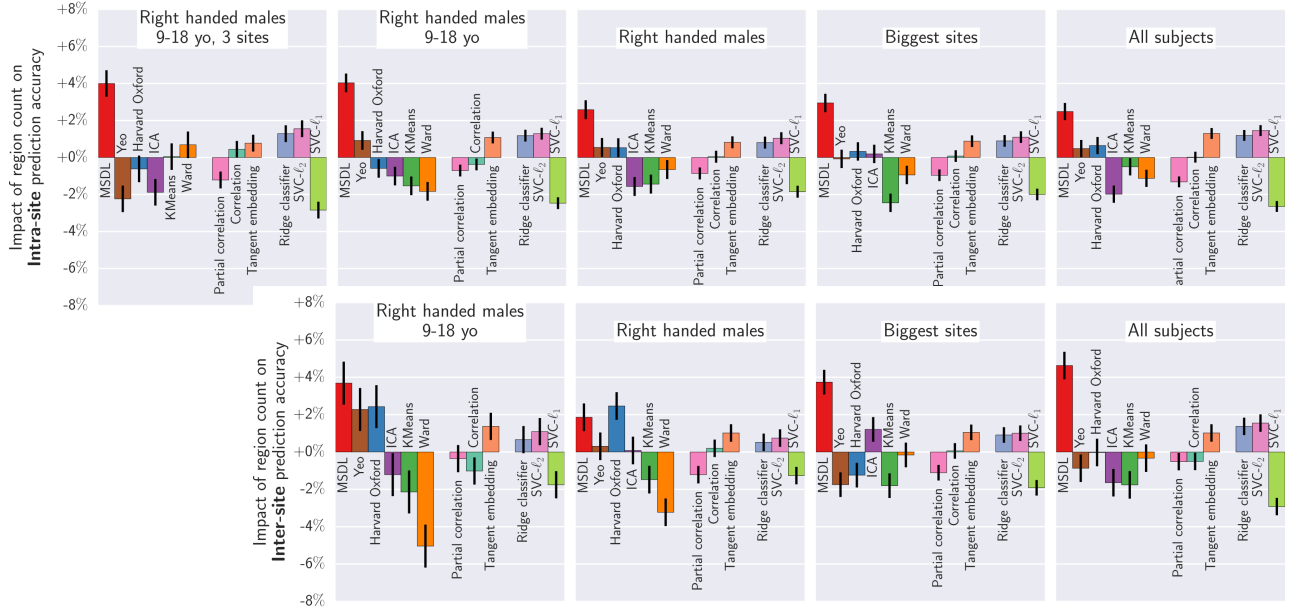 Impact of region count on
Intra-site prediction accuracy
+8%
+6%
+4%
+2%
+0%
-2%
-4%
-6%
-8%
Right handed males
9-18 yo, 3 sites
MSDL
Yeo
Harvard Oxford
ICA
KMeans
Ward
Partial correlation
Correlation
Tangent embedding
Ridge classifier
SVC-ℓ2
SVC-ℓ1
Right handed males
9-18 yo
MSDL
Yeo
Harvard Oxford
ICA
KMeans
Ward
Partial correlation
Correlation
Tangent embedding
Ridge classifier
SVC-ℓ2
SVC-ℓ1
Right handed males
MSDL
Yeo
Harvard Oxford
ICA
KMeans
Ward
Partial correlation
Correlation
Tangent embedding
Ridge classifier
SVC-ℓ2
SVC-ℓ1
Biggest sites
MSDL
Yeo
Harvard Oxford
ICA
KMeans
Ward
Partial correlation
Correlation
Tangent embedding
Ridge classifier
SVC-ℓ2
SVC-ℓ1
All subjects
MSDL
Yeo
Harvard Oxford
ICA
KMeans
Ward
artial correlation
Correlation
Tangent embedding
Ridge classifier
SVC-ℓ2
SVC-ℓ1
Impact of region count on
Inter-site prediction accuracy
+8%
+6%
+4%
+2%
+0%
-2%
-4%
-6%
-8%
Right handed males
9-18 yo
MSDL
Yeo
Harvard Oxford
ICA
KMeans
Ward
Partial correlation
Correlation
Tangent embedding
Ridge classifier
SVC-ℓ2
SVC-ℓ1
Right handed males
MSDL
Yeo
Harvard Oxford
ICA
KMeans
Ward
Partial correlation
Correlation
Tangent embedding
Ridge classifier
SVC-ℓ2
SVC-ℓ1
Biggest sites
MSDL
Yeo
Harvard Oxford
ICA
KMeans
Ward
Partial correlation
Correlation
Tangent embedding
Ridge classifier
SVC-ℓ2
SVC-ℓ1
All subjects
MSDL
Yeo
Harvard Oxford
ICA
KMeans
Ward
Partial correlation
Correlation
Tangent embedding
Ridge classifier
SVC-ℓ2
SVC-ℓ1